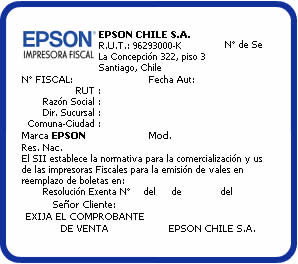 EPSON
IMPRESORA FISCAL
EPSON CHILE S.A.
R.U.T.: 96293000-K
N° de Se
La Concepción 322, piso 3
Santiago, Chile
N° FISCAL: Fecha Aut:
RUT :
Razón Social :
Dir. Sucursal :
Comuna-Ciudad :
Marca EPSON Mod.
Res. Nac.
El SII establece la normativa para la comercialización y us
de las impresoras Fiscales para la emisión de vales en
reemplazo de boletas en:
Resolución Exenta N° del de del
Señor Cliente:
EXIJA EL COMPROBANTE
DE VENTA EPSON CHILE S.A.